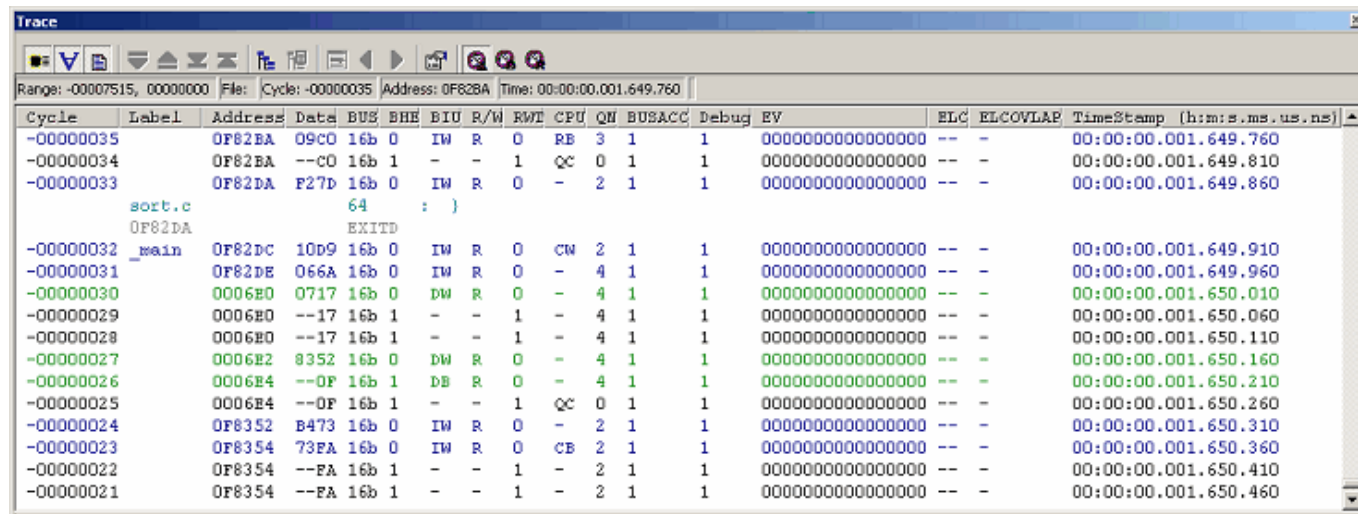 Trace
Range: -00007515, 00000000 File: Cycle: -00000035 Address: 0F82BA Time: 00:00:00.001.649.760
Cycle Label Address Data BUS BHE BIU R/W RWT CPU QN BUSACC Debug EV ELC ELCOVLAP TimeStamp (h:m:s.ms.us.ns)
-00000035 0F82BA 09C0 16b 0 IW R 0 RB 3 1 1 0000000000000000 -- - 00:00:00.001.649.760
-00000034 0F82BA --C0 16b 1 - - 1 QC 0 1 1 0000000000000000 -- - 00:00:00.001.649.810
-00000033 0F82DA F27D 16b 0 IW R 0 - 2 1 1 0000000000000000 -- - 00:00:00.001.649.860
sort.c 64 : }
0F82DA EXITD
-00000032 _main 0F82DC 10D9 16b 0 IW R 0 CW 2 1 1 0000000000000000 -- - 00:00:00.001.649.910
-00000031 0F82DE 066A 16b 0 IW R 0 - 4 1 1 0000000000000000 -- - 00:00:00.001.649.960
-00000030 0006E0 0717 16b 0 DW R 0 - 4 1 1 0000000000000000 -- - 00:00:00.001.650.010
-00000029 0006E0 --17 16b 1 - - 1 - 4 1 1 0000000000000000 -- - 00:00:00.001.650.060
-00000028 0006E0 --17 16b 1 - - 1 - 4 1 1 0000000000000000 -- - 00:00:00.001.650.110
-00000027 0006E2 8352 16b 0 DW R 0 - 4 1 1 0000000000000000 -- - 00:00:00.001.650.160
-00000026 0006E4 --0F 16b 1 DB R 0 - 4 1 1 0000000000000000 -- - 00:00:00.001.650.210
-00000025 0006E4 --0F 16b 1 - - 1 QC 0 1 1 0000000000000000 -- - 00:00:00.001.650.260
-00000024 0F8352 B473 16b 0 IW R 0 - 2 1 1 0000000000000000 -- - 00:00:00.001.650.310
-00000023 0F8354 73FA 16b 0 IW R 0 CB 2 1 1 0000000000000000 -- - 00:00:00.001.650.360
-00000022 0F8354 --FA 16b 1 - - 1 - 2 1 1 0000000000000000 -- - 00:00:00.001.650.410
-00000021 0F8354 --FA 16b 1 - - 1 - 2 1 1 0000000000000000 -- - 00:00:00.001.650.460